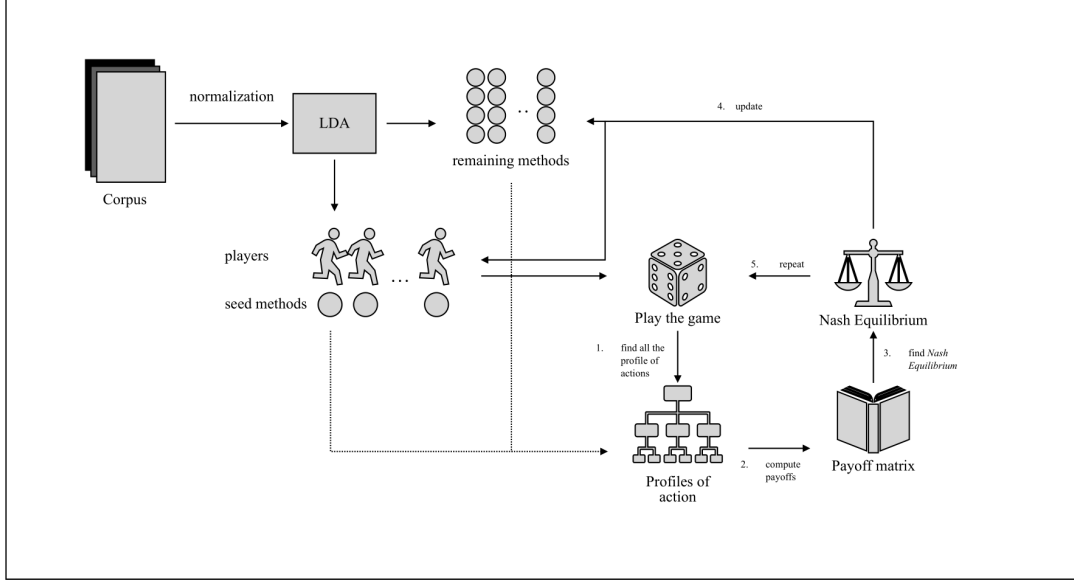 normalization
LDA
Corpus
‥
remaining methods
4. update
players
seed methods
…
5. repeat
Play the game
Nash Equilibrium
1. find all the
profile of
actions
3. find Nash
Equilibrium
2. compute
payoffs
Profiles of
action
Payoff matrix